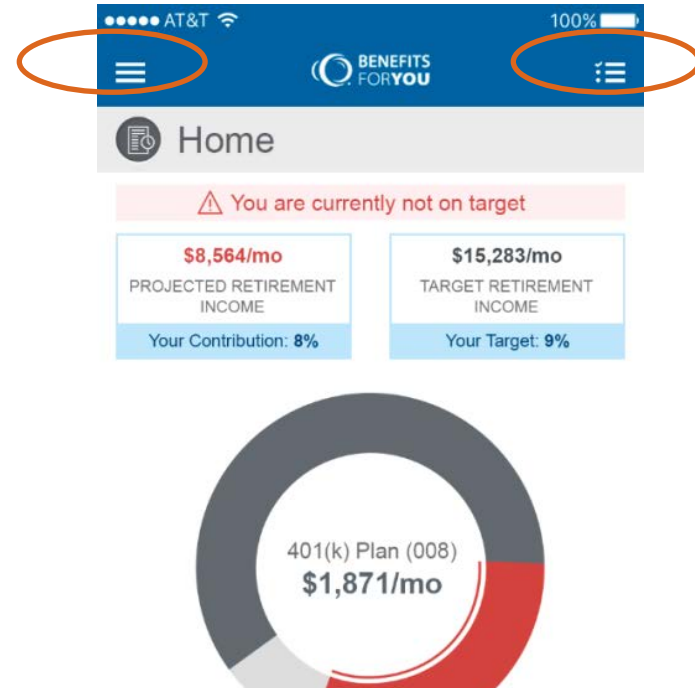 AT&T 100%
BENEFITS
FORYOU
Home
You are currently not on target
$8,564/mo
PROJECTED RETIREMENT
INCOME
Your Contribution: 8%
$15,283/mo
TARGET RETIREMENT
INCOME
Your Target: 9%
401(k) Plan (008)
$1,871/mo